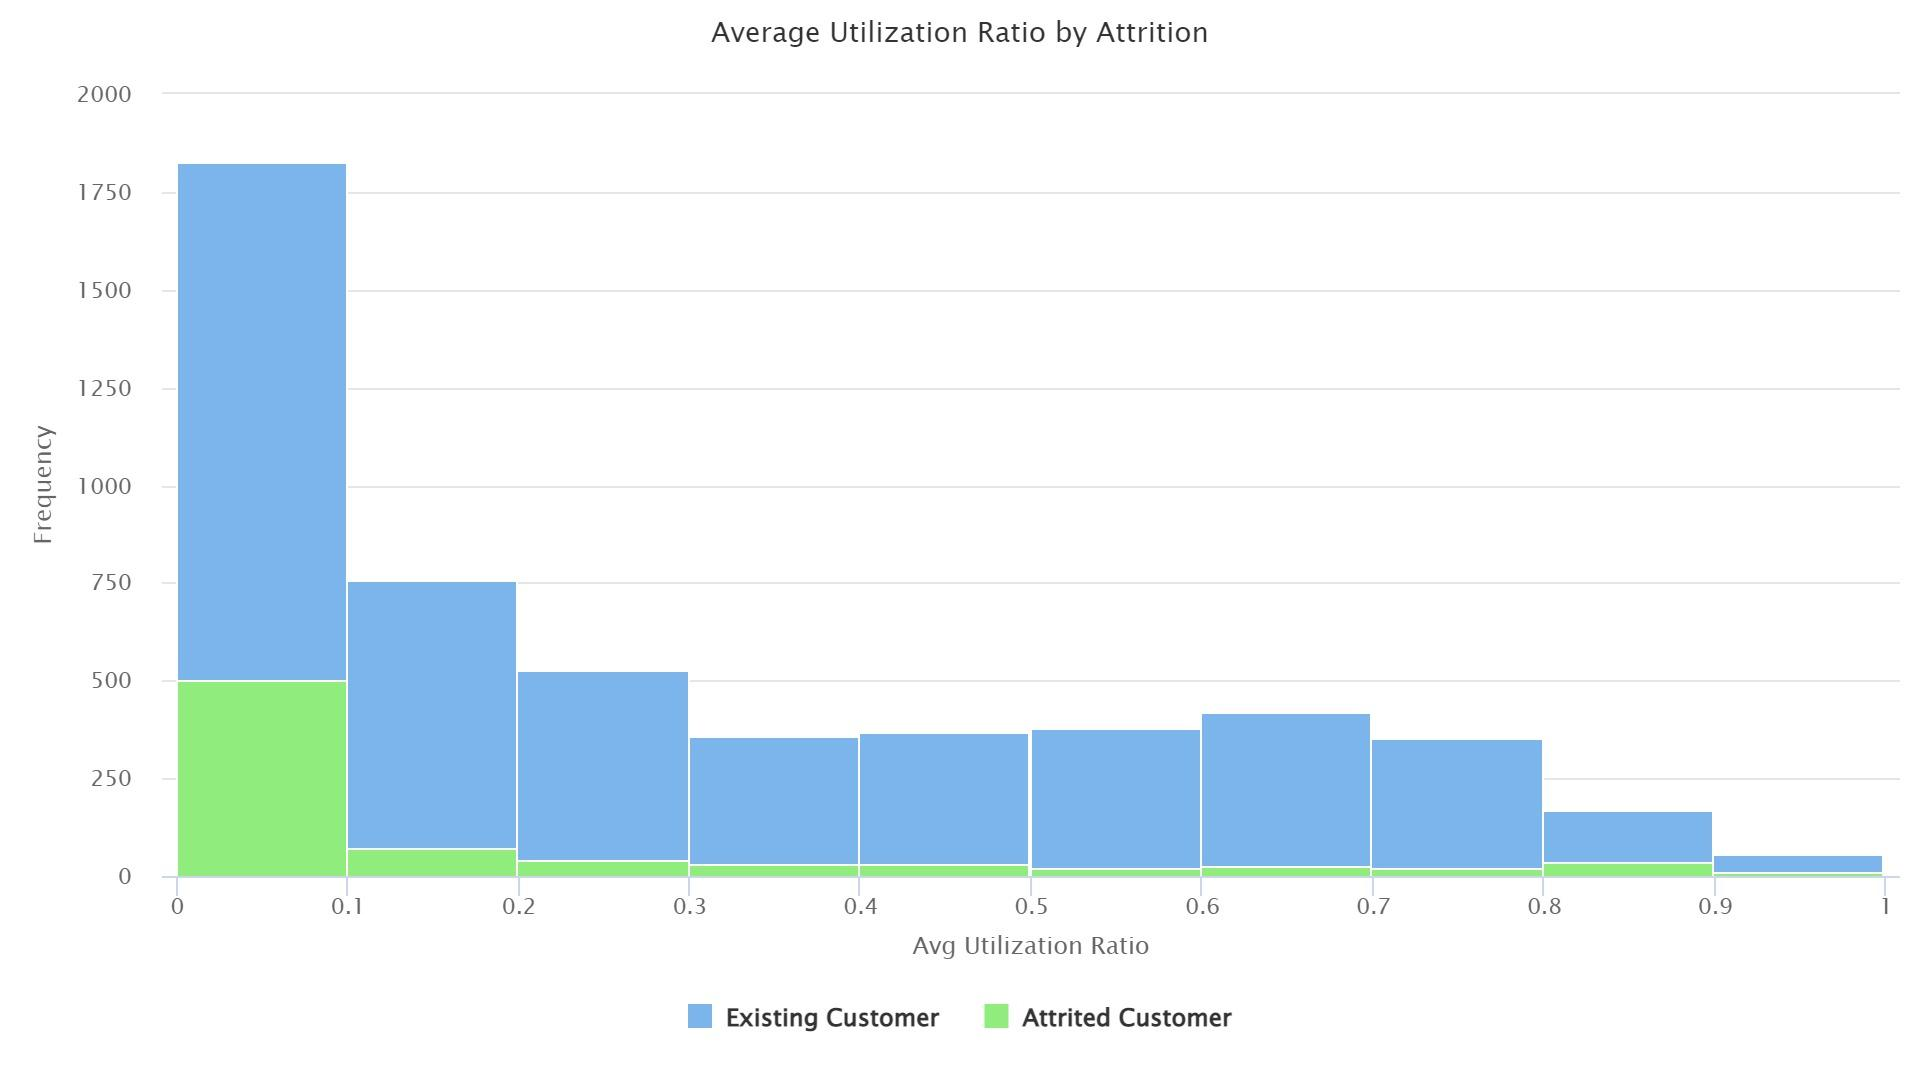 Average Utilization Ratio by Attrition
2000
1750
1500
1250
1000
750
500
250
0
Frequency
0 0.1 0.2 0.3 0.4 0.5 0.6 0.7 0.8 0.9 1
Avg Utilization Ratio
Existing Customer Attrited Customer